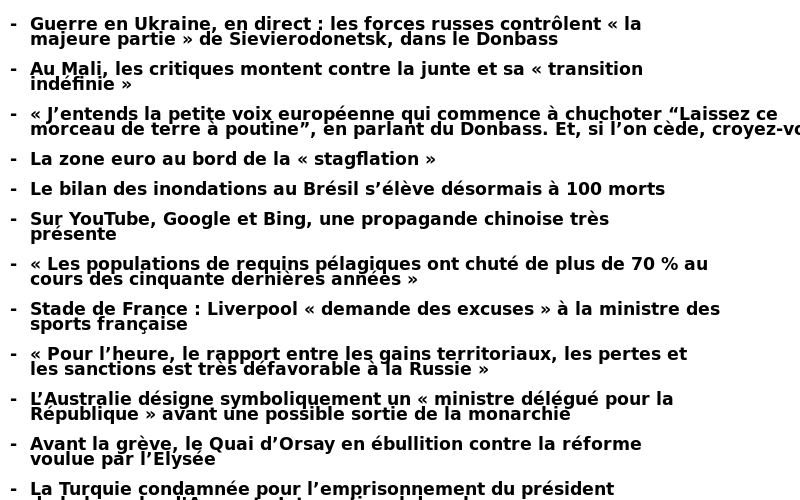 - Guerre en Ukraine, en direct : les forces russes contrôlent « la
majeure partie » de Sievierodonetsk, dans le Donbass
- Au Mali, les critiques montent contre la junte et sa « transition
indéfinie »
- « J’entends la petite voix européenne qui commence à chuchoter “Laissez ce
morceau de terre à poutine”, en parlant du Donbass. Et, si l’on cède,
- La zone euro au bord de la « stagflation »
- Le bilan des inondations au Brésil s’élève désormais à 100 morts
- Sur YouTube, Google et Bing, une propagande chinoise très
présente
- « Les populations de requins pélagiques ont chuté de plus de 70 % au
cours des cinquante dernières années »
- Stade de France : Liverpool « demande des excuses » à la ministre des
sports française
- « Pour l’heure, le rapport entre les gains territoriaux, les pertes et
les sanctions est très défavorable à la Russie »
- L’Australie désigne symboliquement un « ministre délégué pour la
République » avant une possible sortie de la monarchie
- Avant la grève, le Quai d’Orsay en ébullition contre la réforme
voulue par l’Elysée
- La Turquie condamnée pour l’emprisonnement du président